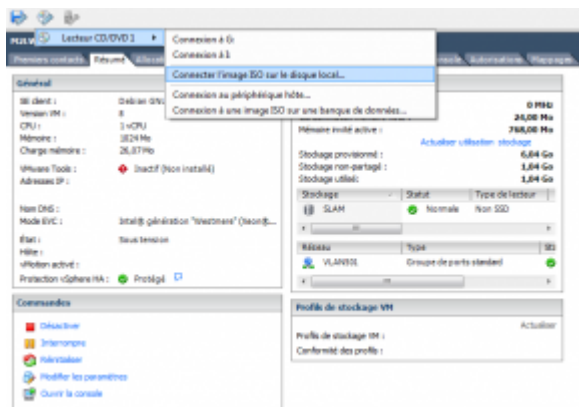 Lecteur CD/DVD 1
Connexion à G:
Connexion à I:
Connecter l'image ISO sur le disque local...
Connexion au périphérique hôte...
Connexion à une image ISO sur une banque de données...
Premiers contacts Résumé
Autorisations Mappages
Général
SE client :
Version VM : 8
CPU : 1 vCPU
Mémoire : 1024 Mo
Charge mémoire : 26,07 Mo
VMware Tools : Inactif (Non installé)
Adresses IP :
Nom DNS :
Mode EVC : Intel® génération "Westmere" (Xeon®...
État : Sous tension
Hôte :
vMotion activé :
Protection vSphere HA : Protégé
0 MHz
24,00 Mo
Mémoire invité active : 768,00 Mo
Actualiser utilisation stockage
Stockage provisionné : 6,04 Go
Stockage non-partagé : 1,04 Go
Stockage utilisé: 1,04 Go
Stockage Statut Type de lecteur
SLAM Normale Non SSD
Réseau Type
VLAN301 Groupe de ports standard
Commandes
Désactiver
Interrompre
Réinitialiser
Modifier les paramètres
Ouvrir la console
Profils de stockage VM
Actualiser
Profils de stockage VM :
Conformité des profils :